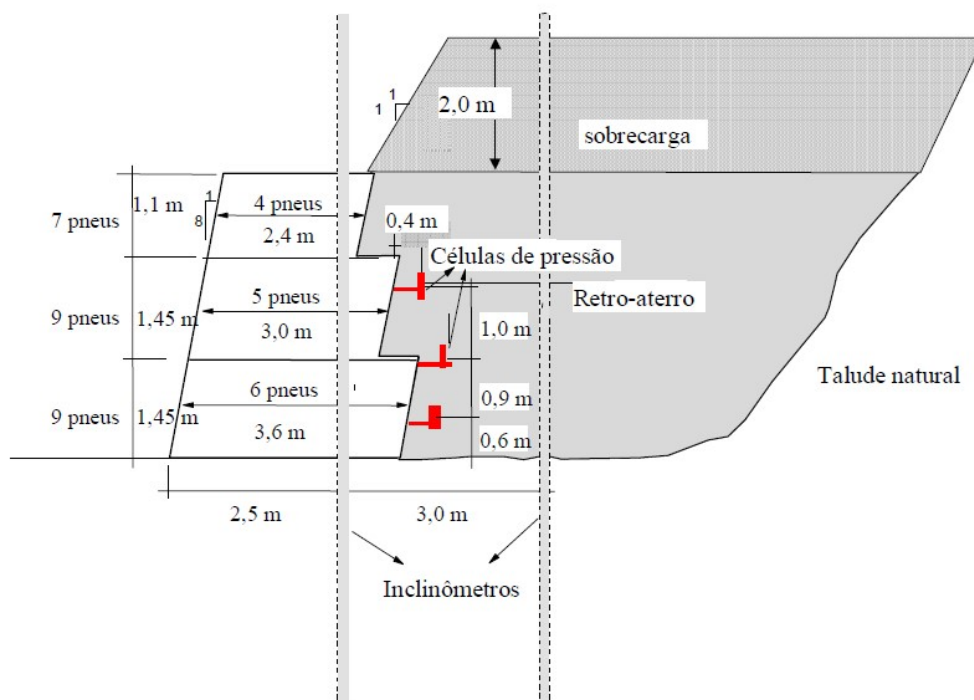 1
1
2,0 m
sobrecarga
7 pneus
1,1 m
1
8
4 pneus
2,4 m
0,4 m
Células de pressão
Retro-aterro
9 pneus
1,45 m
5 pneus
3,0 m
1,0 m
Talude natural
9 pneus
1,45 m
6 pneus
3,6 m
0,9 m
0,6 m
2,5 m
3,0 m
Inclinômetros